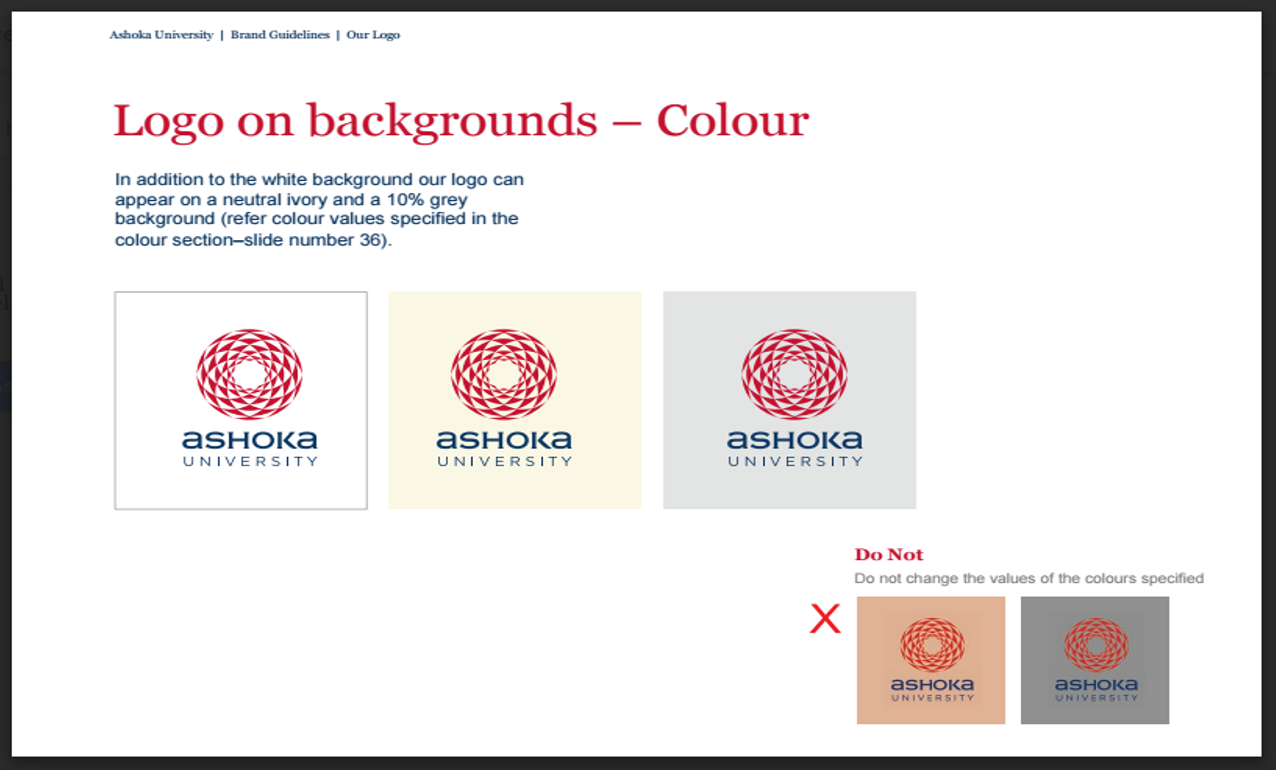 Ashoka University | Brand Guidelines | Our Logo
Logo on backgrounds – Colour
In addition to the white background our logo can
appear on a neutral ivory and a 10% grey
background (refer colour values specified in the
colour section–slide number 36).
ASHOKA
UNIVERSITY
ASHOKA
UNIVERSITY
ASHOKA
UNIVERSITY
Do Not
Do not change the values of the colours specified
X
ASHOKA
UNIVERSITY
ASHOKA
UNIVERSITY